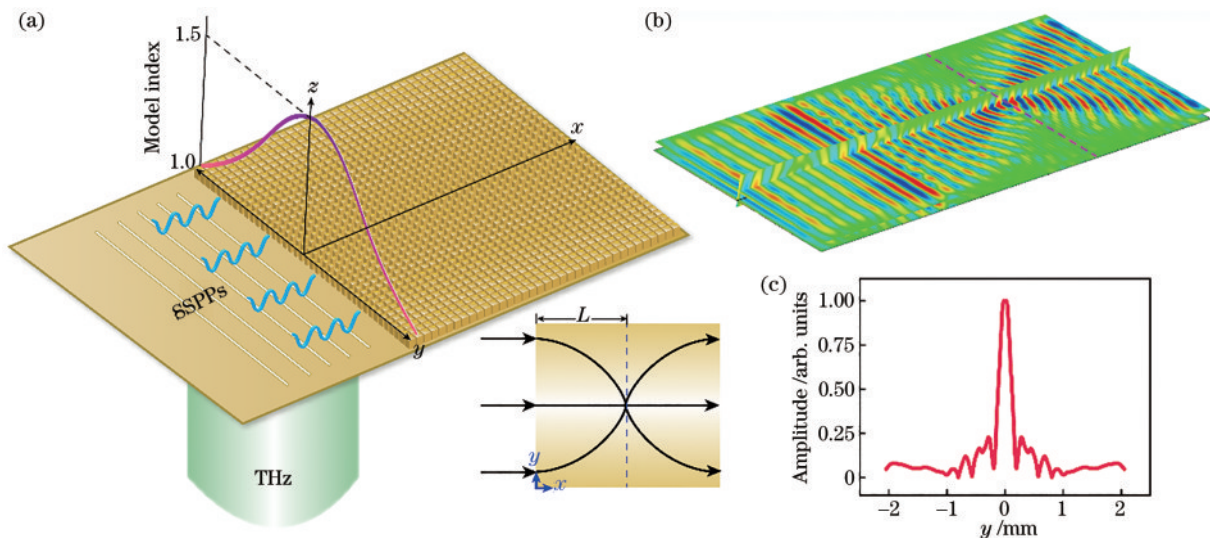 (a)
1.5
Model index
1.0
z
x
y
SSPPs
THz
L
y
x
(b)
(c)
Amplitude /arb. units
1.00
0.75
0.50
0.25
0
−2 −1 0 1 2
y /mm